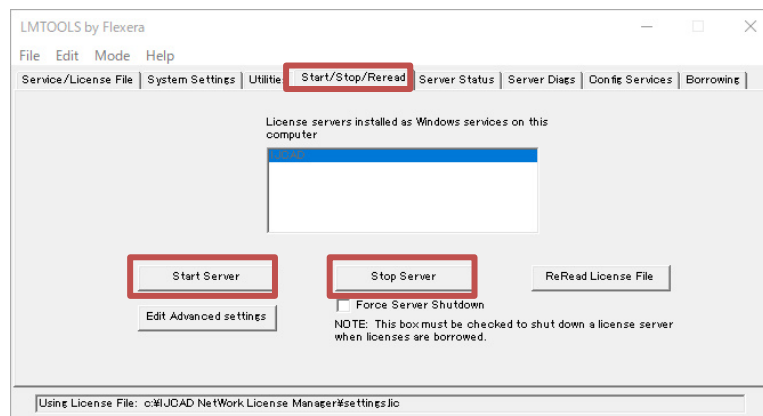 LMTOOLS by Flexera
File Edit Mode Help
Service/License File System Settings Utilitie Start/Stop/Reread Server Status Server Diags Config Services Borrowing
License servers installed as Windows services on this
computer
IJCAD
Start Server Stop Server ReRead License File
Force Server Shutdown
Edit Advanced settings
NOTE: This box must be checked to shut down a license server
when licenses are borrowed.
Using License File: c:¥IJCAD NetWork License Manager¥settings.lic